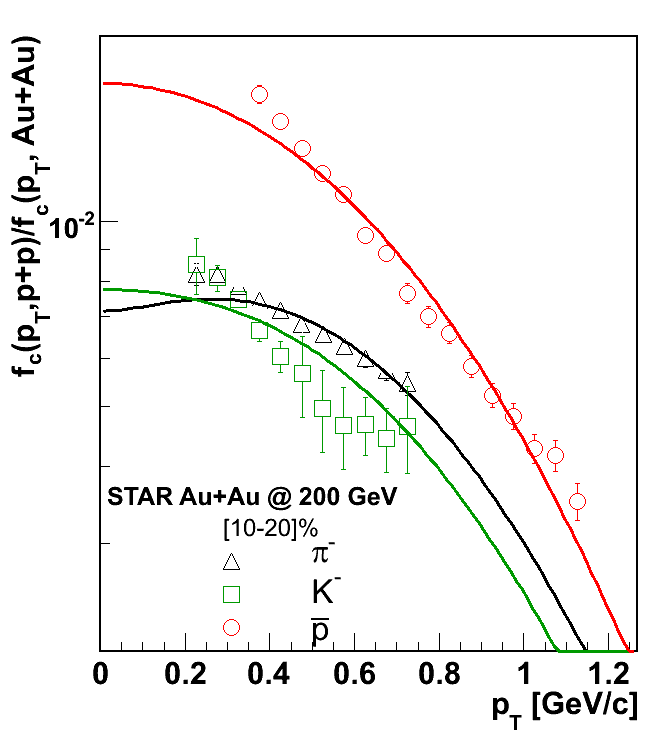 f_c(p_T,p+p)/f_c(p_T, Au+Au)
10^-2
STAR Au+Au @ 200 GeV
[10-20]%
π^-
K^-
p̅
0 0.2 0.4 0.6 0.8 1 1.2
p_T [GeV/c]